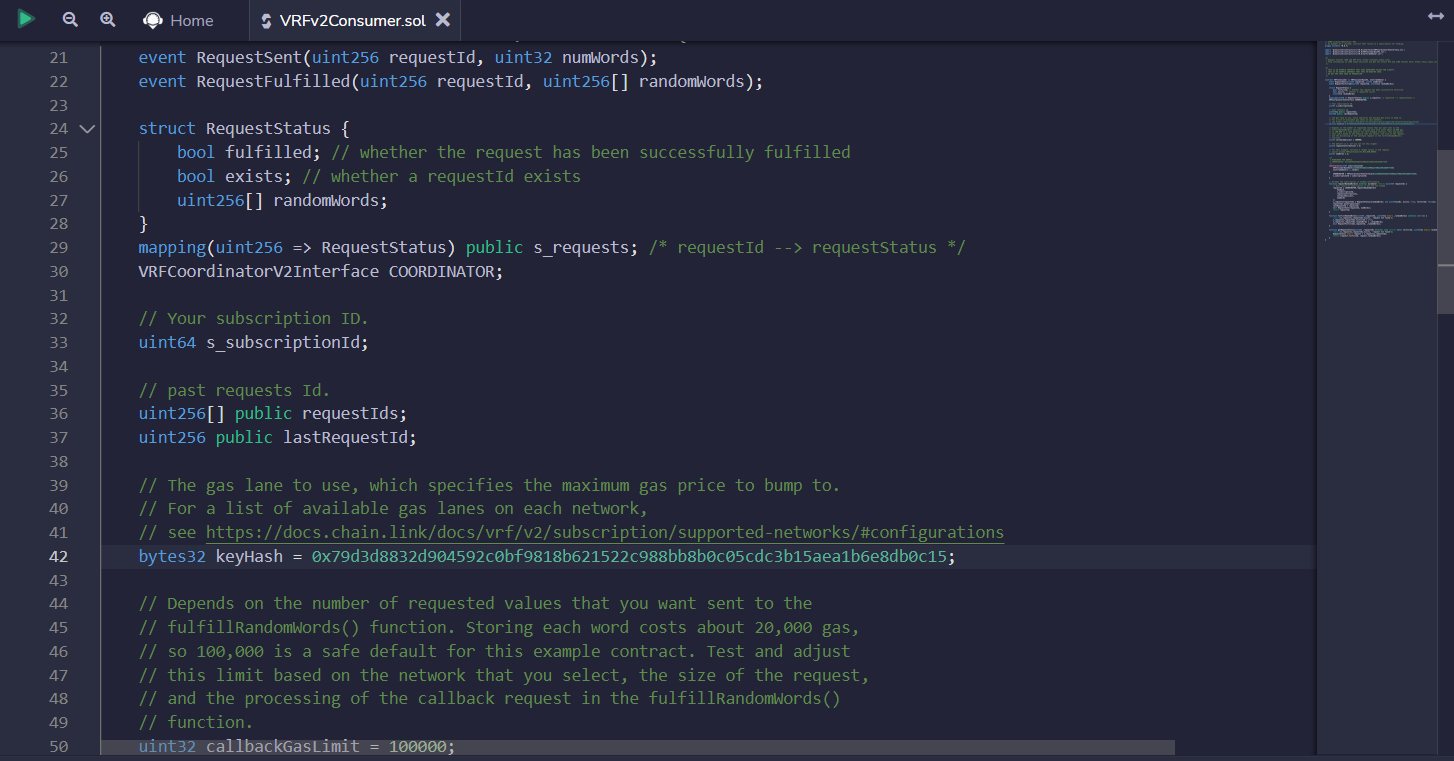 Home
VRFv2Consumer.sol
21 event RequestSent(uint256 requestId, uint32 numWords);
22 event RequestFulfilled(uint256 requestId, uint256[] randomWords);
23
24 struct RequestStatus {
25 bool fulfilled; // whether the request has been successfully fulfilled
26 bool exists; // whether a requestId exists
27 uint256[] randomWords;
28 }
29 mapping(uint256 => RequestStatus) public s_requests; /* requestId --> requestStatus */
30 VRFCoordinatorV2Interface COORDINATOR;
31
32 // Your subscription ID.
33 uint64 s_subscriptionId;
34
35 // past requests Id.
36 uint256[] public requestIds;
37 uint256 public lastRequestId;
38
39 // The gas lane to use, which specifies the maximum gas price to bump to.
40 // For a list of available gas lanes on each network,
41 // see https://docs.chain.link/docs/vrf/v2/subscription/supported-networks/#configurations
42 bytes32 keyHash = 0x79d3d8832d904592c0bf9818b621522c988bb8b0c05cdc3b15aea1b6e8db0c15;
43
44 // Depends on the number of requested values that you want sent to the
45 // fulfillRandomWords() function. Storing each word costs about 20,000 gas,
46 // so 100,000 is a safe default for this example contract. Test and adjust
47 // this limit based on the network that you select, the size of the request,
48 // and the processing of the callback request in the fulfillRandomWords()
49 // function.
50 uint32 callbackGasLimit = 100000;